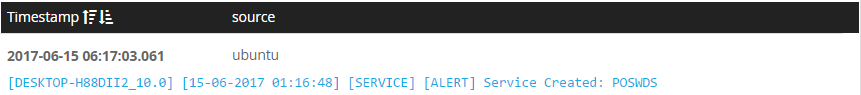 Timestamp source
2017-06-15 06:17:03.061 ubuntu
[DESKTOP-H88DII2_10.0] [15-06-2017 01:16:48] [SERVICE] [ALERT] Service Created: POSWDS